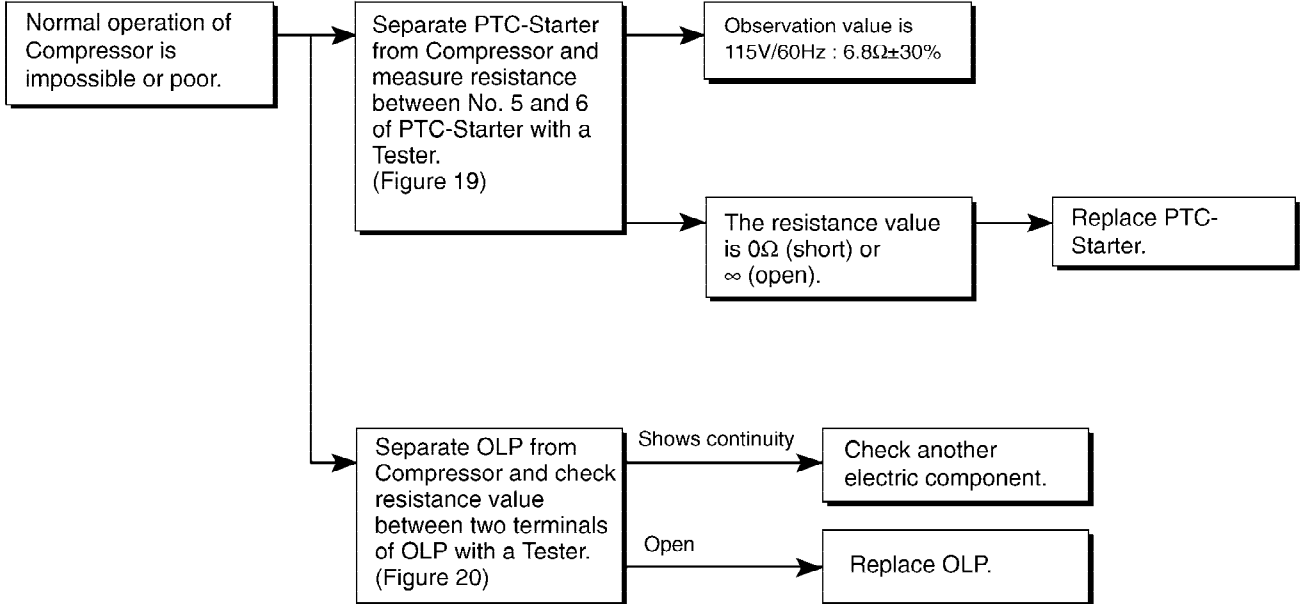 Normal operation of
Compressor is
impossible or poor.
Separate PTC-Starter
from Compressor and
measure resistance
between No. 5 and 6
of PTC-Starter with a
Tester.
(Figure 19)
Observation value is
115V/60Hz : 6.8Ω±30%
The resistance value
is 0Ω (short) or
∞ (open).
Replace PTC-
Starter.
Separate OLP from
Compressor and check
resistance value
between two terminals
of OLP with a Tester.
(Figure 20)
Shows continuity
Check another
electric component.
Open
Replace OLP.